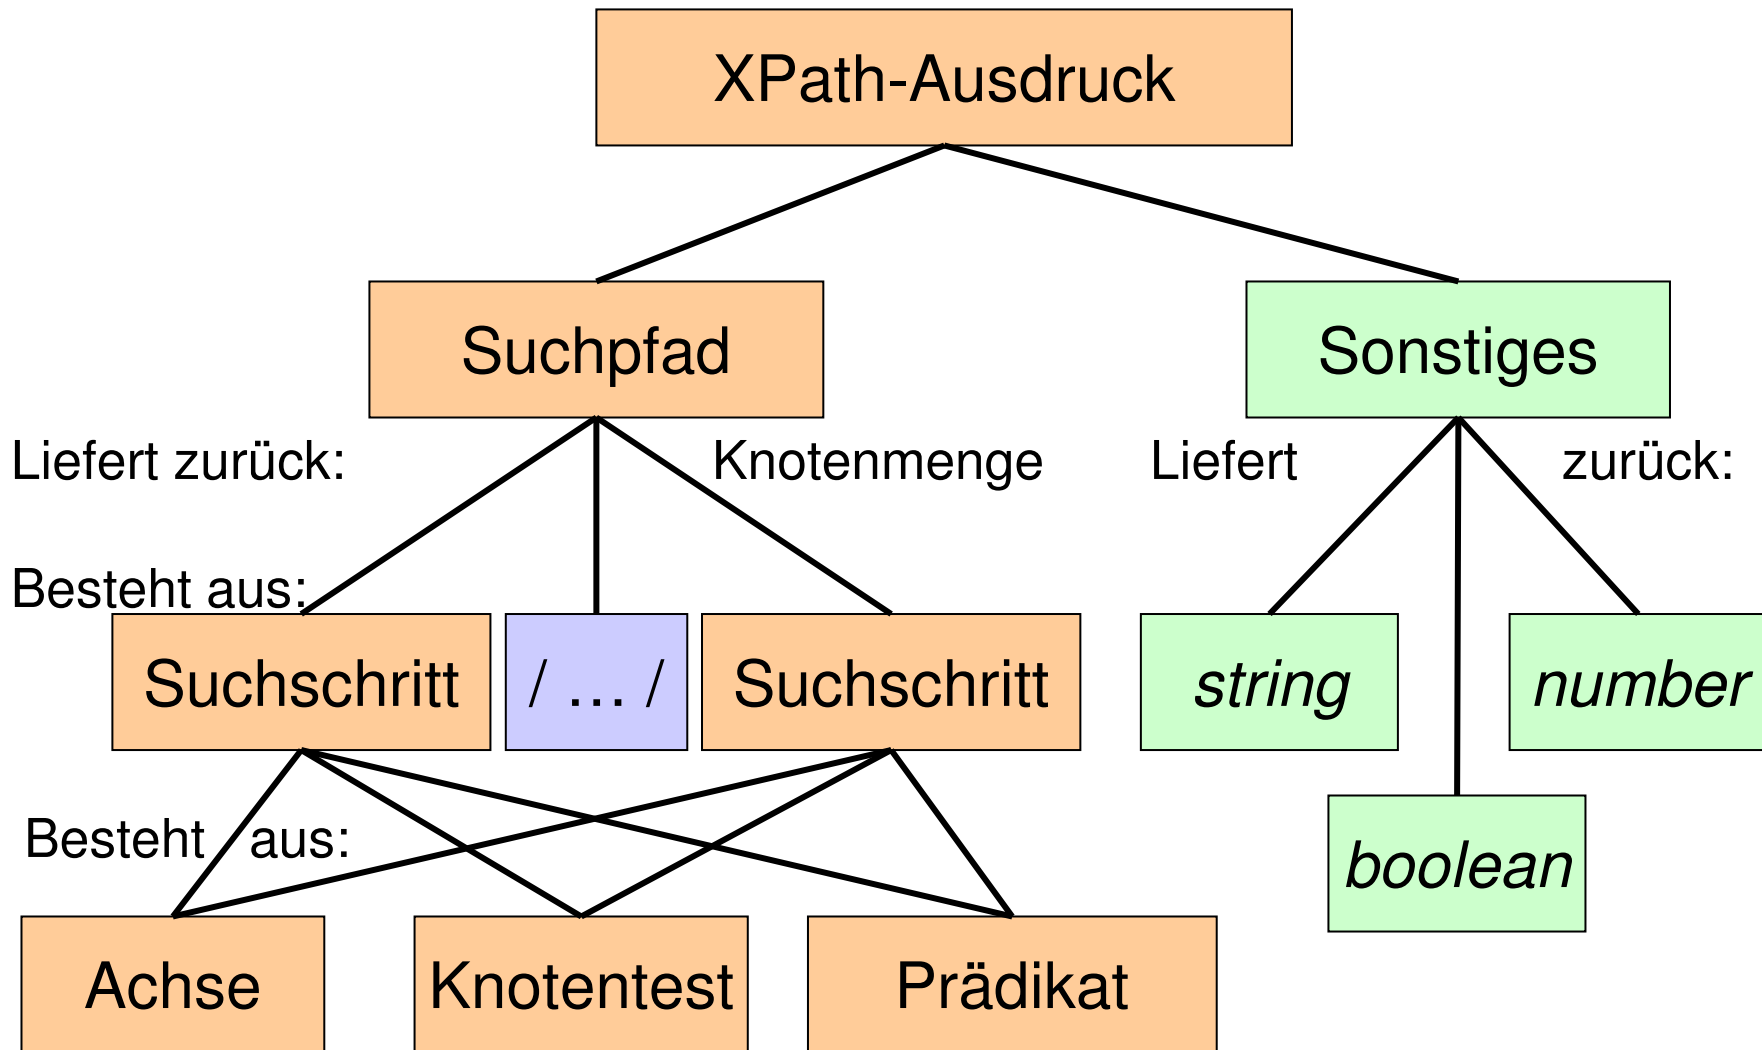 XPath-Ausdruck
Suchpfad
Sonstiges
Liefert zurück:
Knotenmenge
Liefert
zurück:
Besteht aus:
Suchschritt
/ ... /
Suchschritt
string
number
boolean
Besteht aus:
Achse
Knotentest
Prädikat